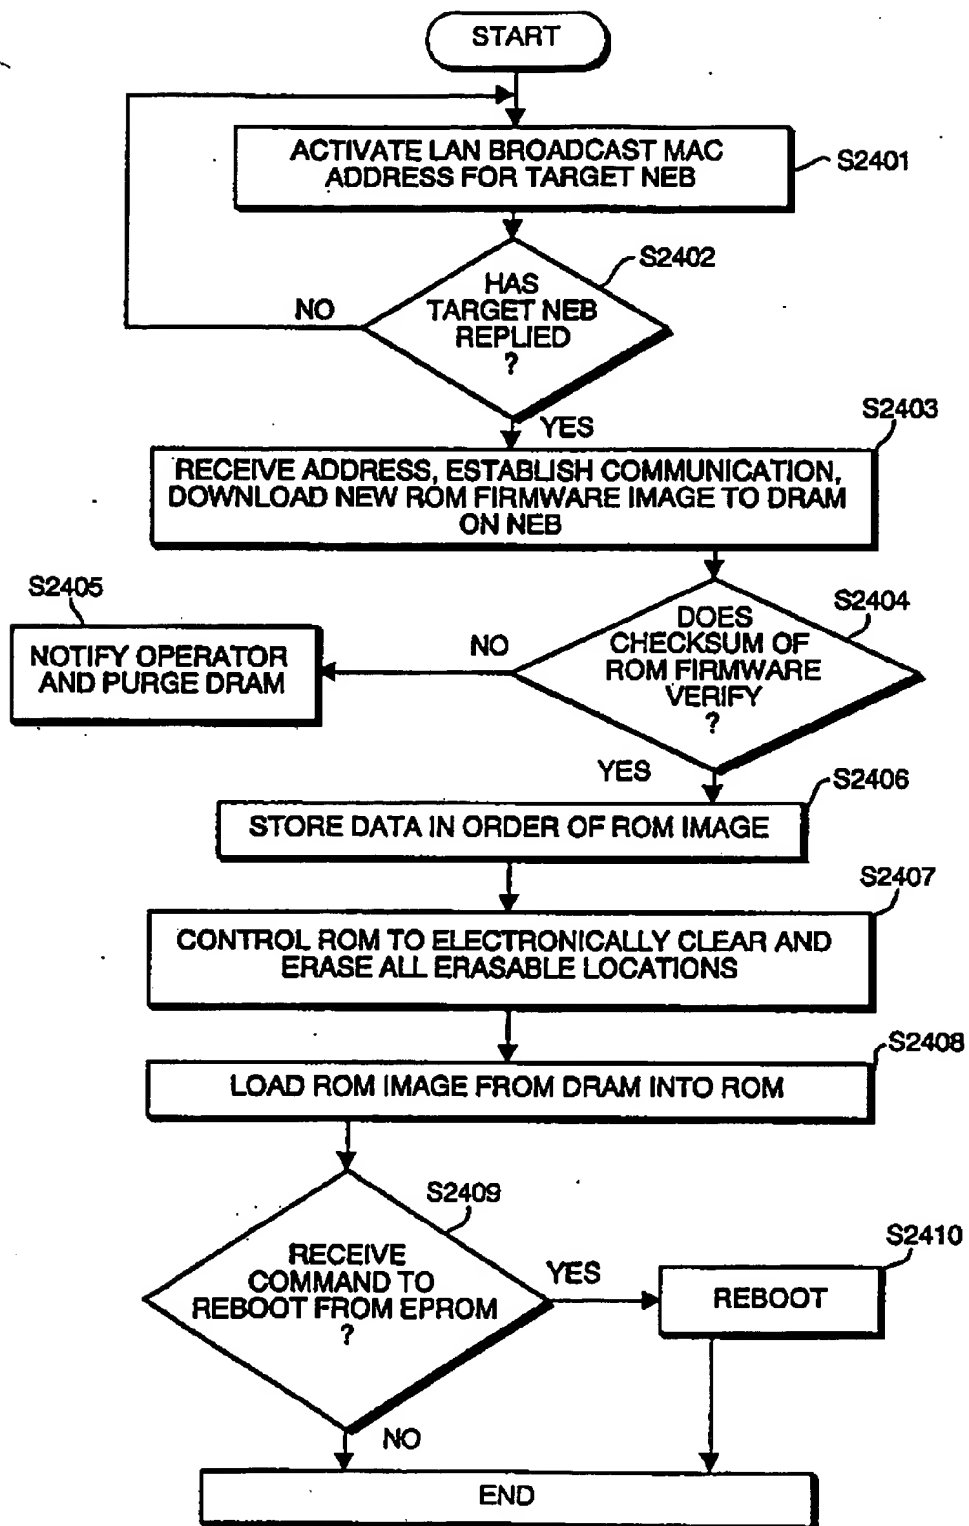 START
ACTIVATE LAN BROADCAST MAC
ADDRESS FOR TARGET NEB
S2401
S2402
HAS
TARGET NEB
REPLIED
?
NO
YES
S2403
RECEIVE ADDRESS, ESTABLISH COMMUNICATION,
DOWNLOAD NEW ROM FIRMWARE IMAGE TO DRAM
ON NEB
S2405
NOTIFY OPERATOR
AND PURGE DRAM
NO
S2404
DOES
CHECKSUM OF
ROM FIRMWARE
VERIFY
?
YES
S2406
STORE DATA IN ORDER OF ROM IMAGE
S2407
CONTROL ROM TO ELECTRONICALLY CLEAR AND
ERASE ALL ERASABLE LOCATIONS
S2408
LOAD ROM IMAGE FROM DRAM INTO ROM
S2409
RECEIVE
COMMAND TO
REBOOT FROM EPROM
?
YES
S2410
REBOOT
NO
END